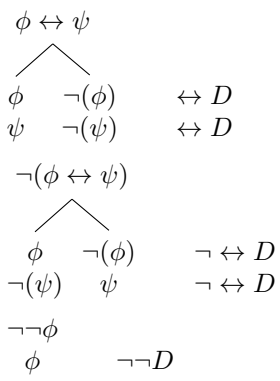 ϕ ↔ ψ
ϕ ¬(ϕ) ↔ D
ψ ¬(ψ) ↔ D
¬(ϕ ↔ ψ)
ϕ ¬(ϕ) ¬ ↔ D
¬(ψ) ψ ¬ ↔ D
¬¬ϕ
ϕ ¬¬D